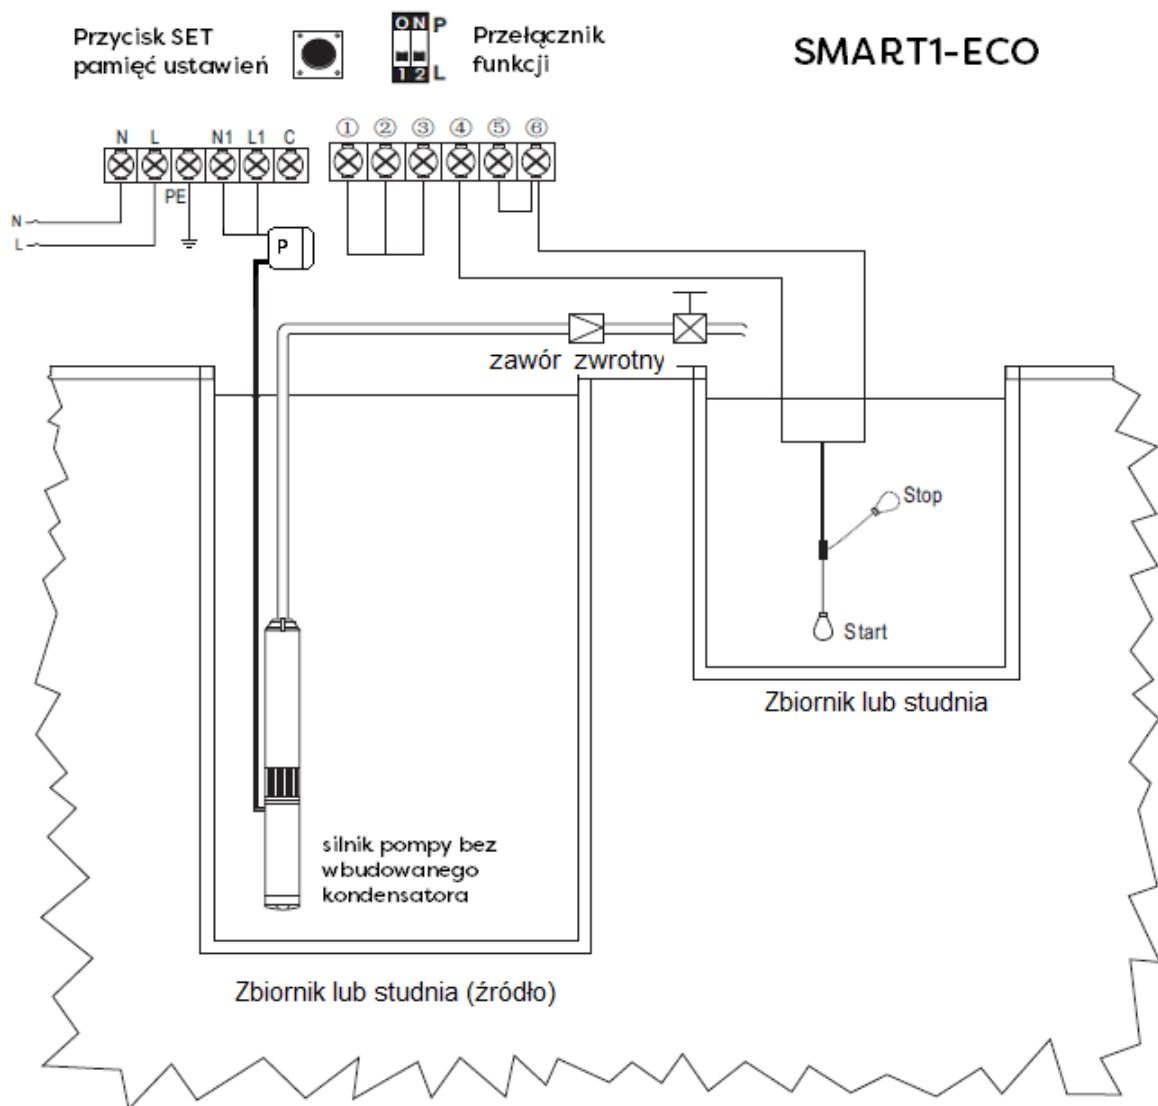 Przycisk SET
pamięć ustawień
ON P
1 2 L
Przełącznik
funkcji
SMART1-ECO
N L N1 L1 C
① ② ③ ④ ⑤ ⑥
PE
N
L
P
zawór zwrotny
Stop
Start
Zbiornik lub studnia
silnik pompy bez
wbudowanego
kondensatora
Zbiornik lub studnia (źródło)